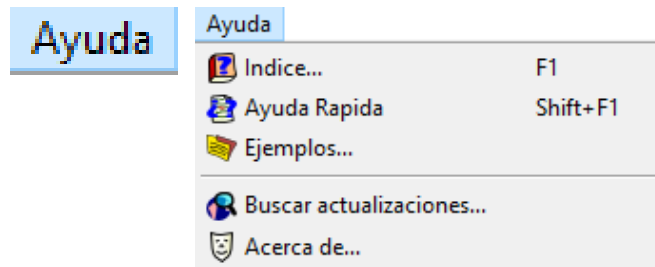 Ayuda
Ayuda
Indice... F1
Ayuda Rapida Shift+F1
Ejemplos...
Buscar actualizaciones...
Acerca de...